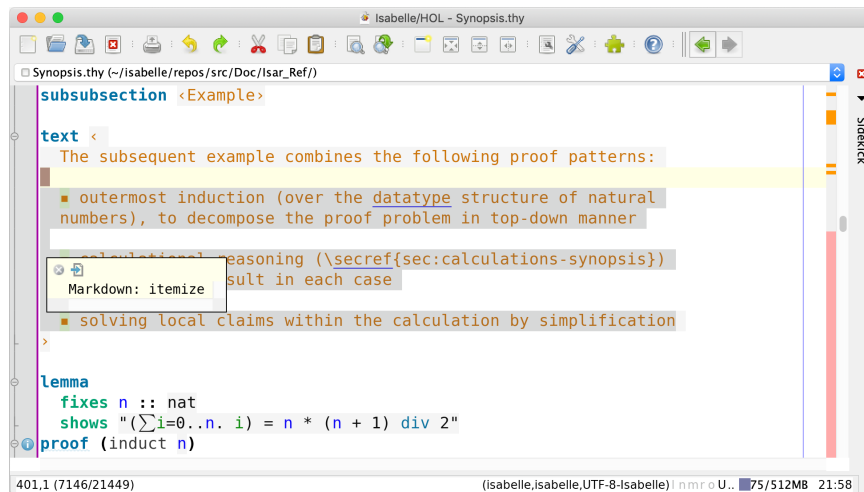 Isabelle/HOL - Synopsis.thy
Synopsis.thy (~/isabelle/repos/src/Doc/Isar_Ref/)
subsubsection ‹Example›
text ‹
The subsequent example combines the following proof patterns:
▪ outermost induction (over the datatype structure of natural
numbers), to decompose the proof problem in top-down manner
reasoning (\secref{sec:calculations-synopsis})
sult in each case
Markdown: itemize
▪ solving local claims within the calculation by simplification
›
lemma
fixes n :: nat
shows "(∑i=0..n. i) = n * (n + 1) div 2"
proof (induct n)
Sidekick
401,1 (7146/21449)
(isabelle,isabelle,UTF-8-Isabelle) l n m r o U.. 75/512MB 21:58